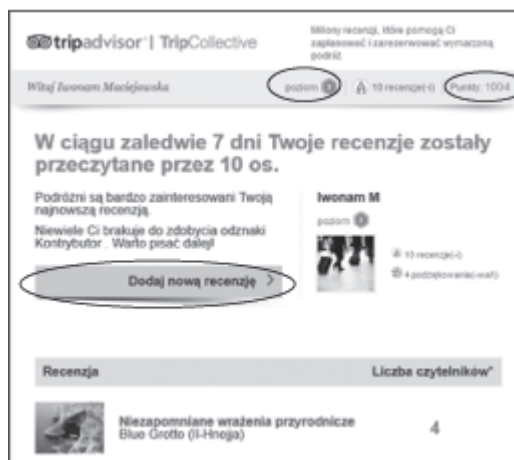 tripadvisor® | TripCollective
Miliony recenzji, które pomogą Ci
zaplanować i zarezerwować wymarzoną
podróż.
Witaj Iwonam Maciejowska
poziom
10 recenzje(-i)
Punkty: 1004
W ciągu zaledwie 7 dni Twoje recenzje zostały
przeczytane przez 10 os.
Podróżni są bardzo zainteresowani Twoją
najnowszą recenzją.
Niewiele Ci brakuje do zdobycia odznaki
Kontrybutor . Warto pisać dalej!
Dodaj nową recenzję >
Iwonam M
poziom
10 recenzje(-i)
4 podziękowania(-wań)
Recenzja Liczba czytelników*
Niezapomniane wrażenia przyrodnicze
Blue Grotto (Il-Hnejja)
4